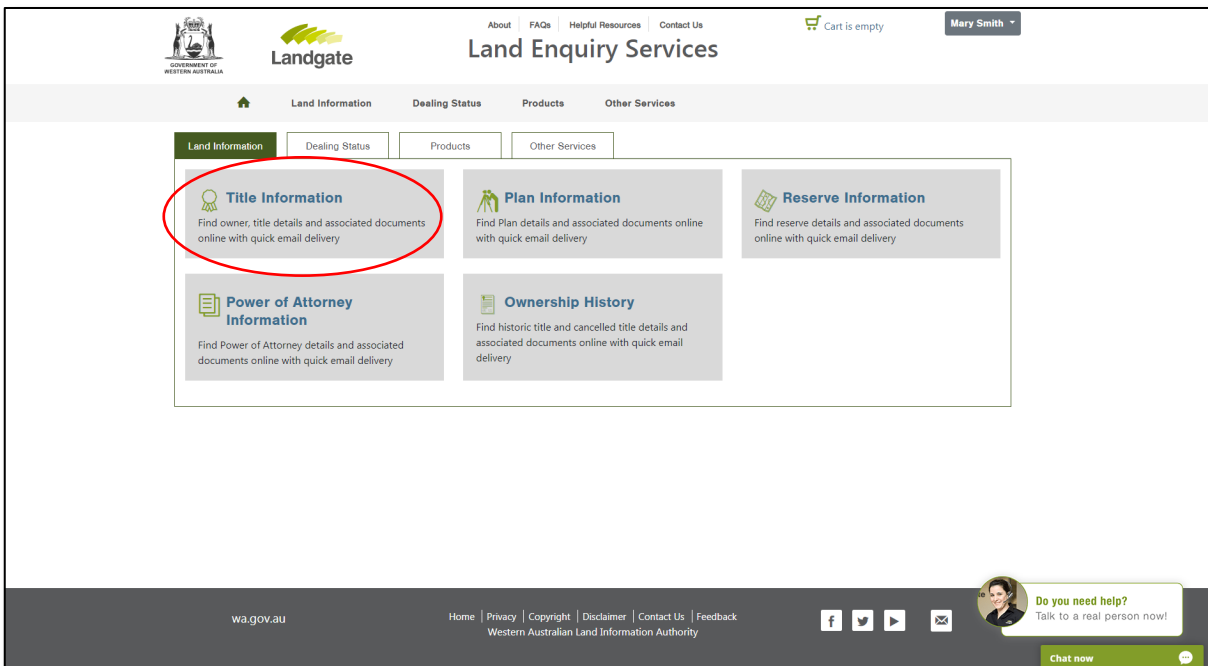 GOVERNMENT OF
WESTERN AUSTRALIA
Landgate
About FAQs Helpful Resources Contact Us
Land Enquiry Services
Cart is empty
Mary Smith
Land Information Dealing Status Products Other Services
Land Information Dealing Status Products Other Services
Title Information
Find owner, title details and associated documents
online with quick email delivery
Plan Information
Find Plan details and associated documents online
with quick email delivery
Reserve Information
Find reserve details and associated documents
online with quick email delivery
Power of Attorney
Information
Find Power of Attorney details and associated
documents online with quick email delivery
Ownership History
Find historic title and cancelled title details and
associated documents online with quick email
delivery
wa.gov.au
Home | Privacy | Copyright | Disclaimer | Contact Us | Feedback
Western Australian Land Information Authority
f
Do you need help?
Talk to a real person now!
Chat now